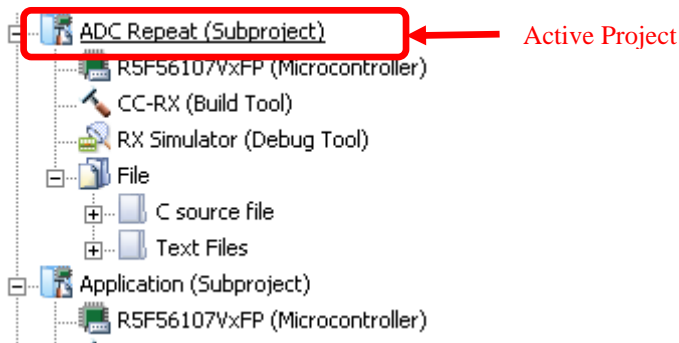 ADC Repeat (Subproject)
Active Project
R5F56107VxFP (Microcontroller)
CC-RX (Build Tool)
RX Simulator (Debug Tool)
File
C source file
Text Files
Application (Subproject)
R5F56107VxFP (Microcontroller)